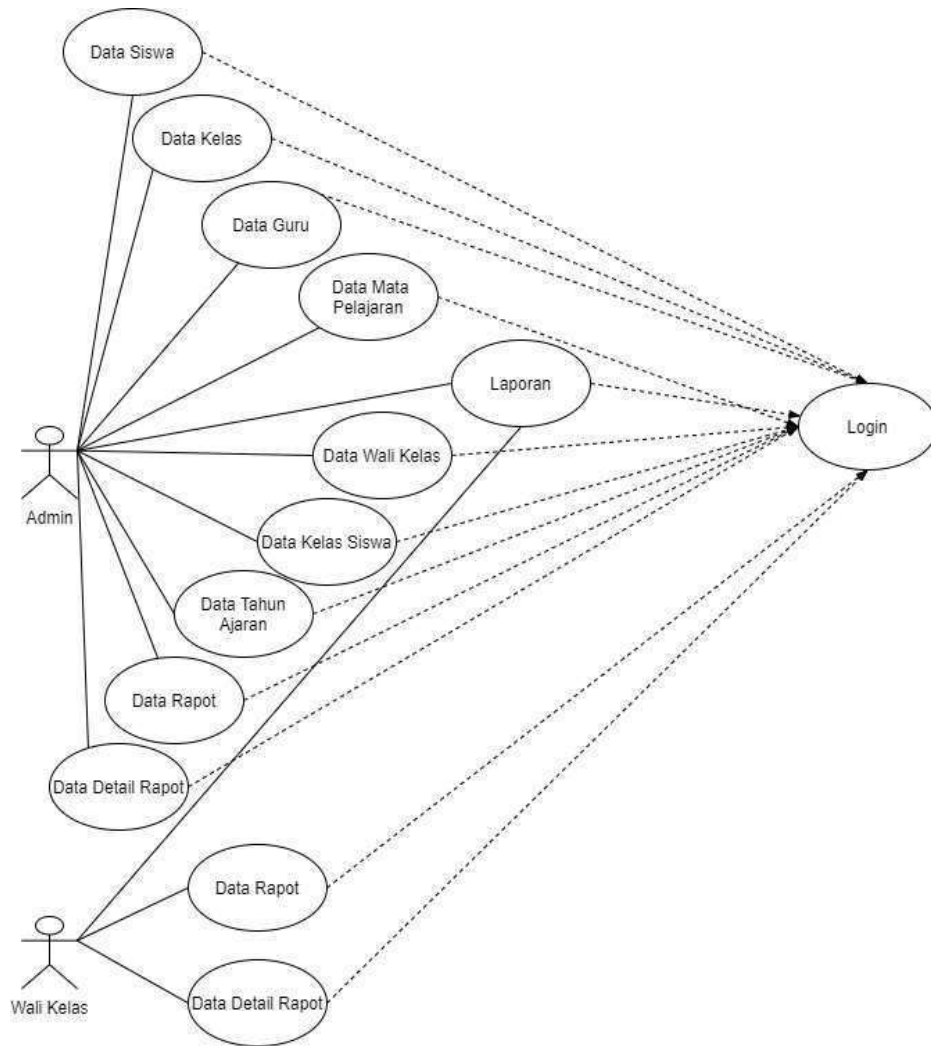 Data Siswa
Data Kelas
Data Guru
Data Mata
Pelajaran
Laporan
Login
Data Wali Kelas
Admin
Data Kelas Siswa
Data Tahun
Ajaran
Data Rapot
Data Detail Rapot
Data Rapot
Wali Kelas
Data Detail Rapot